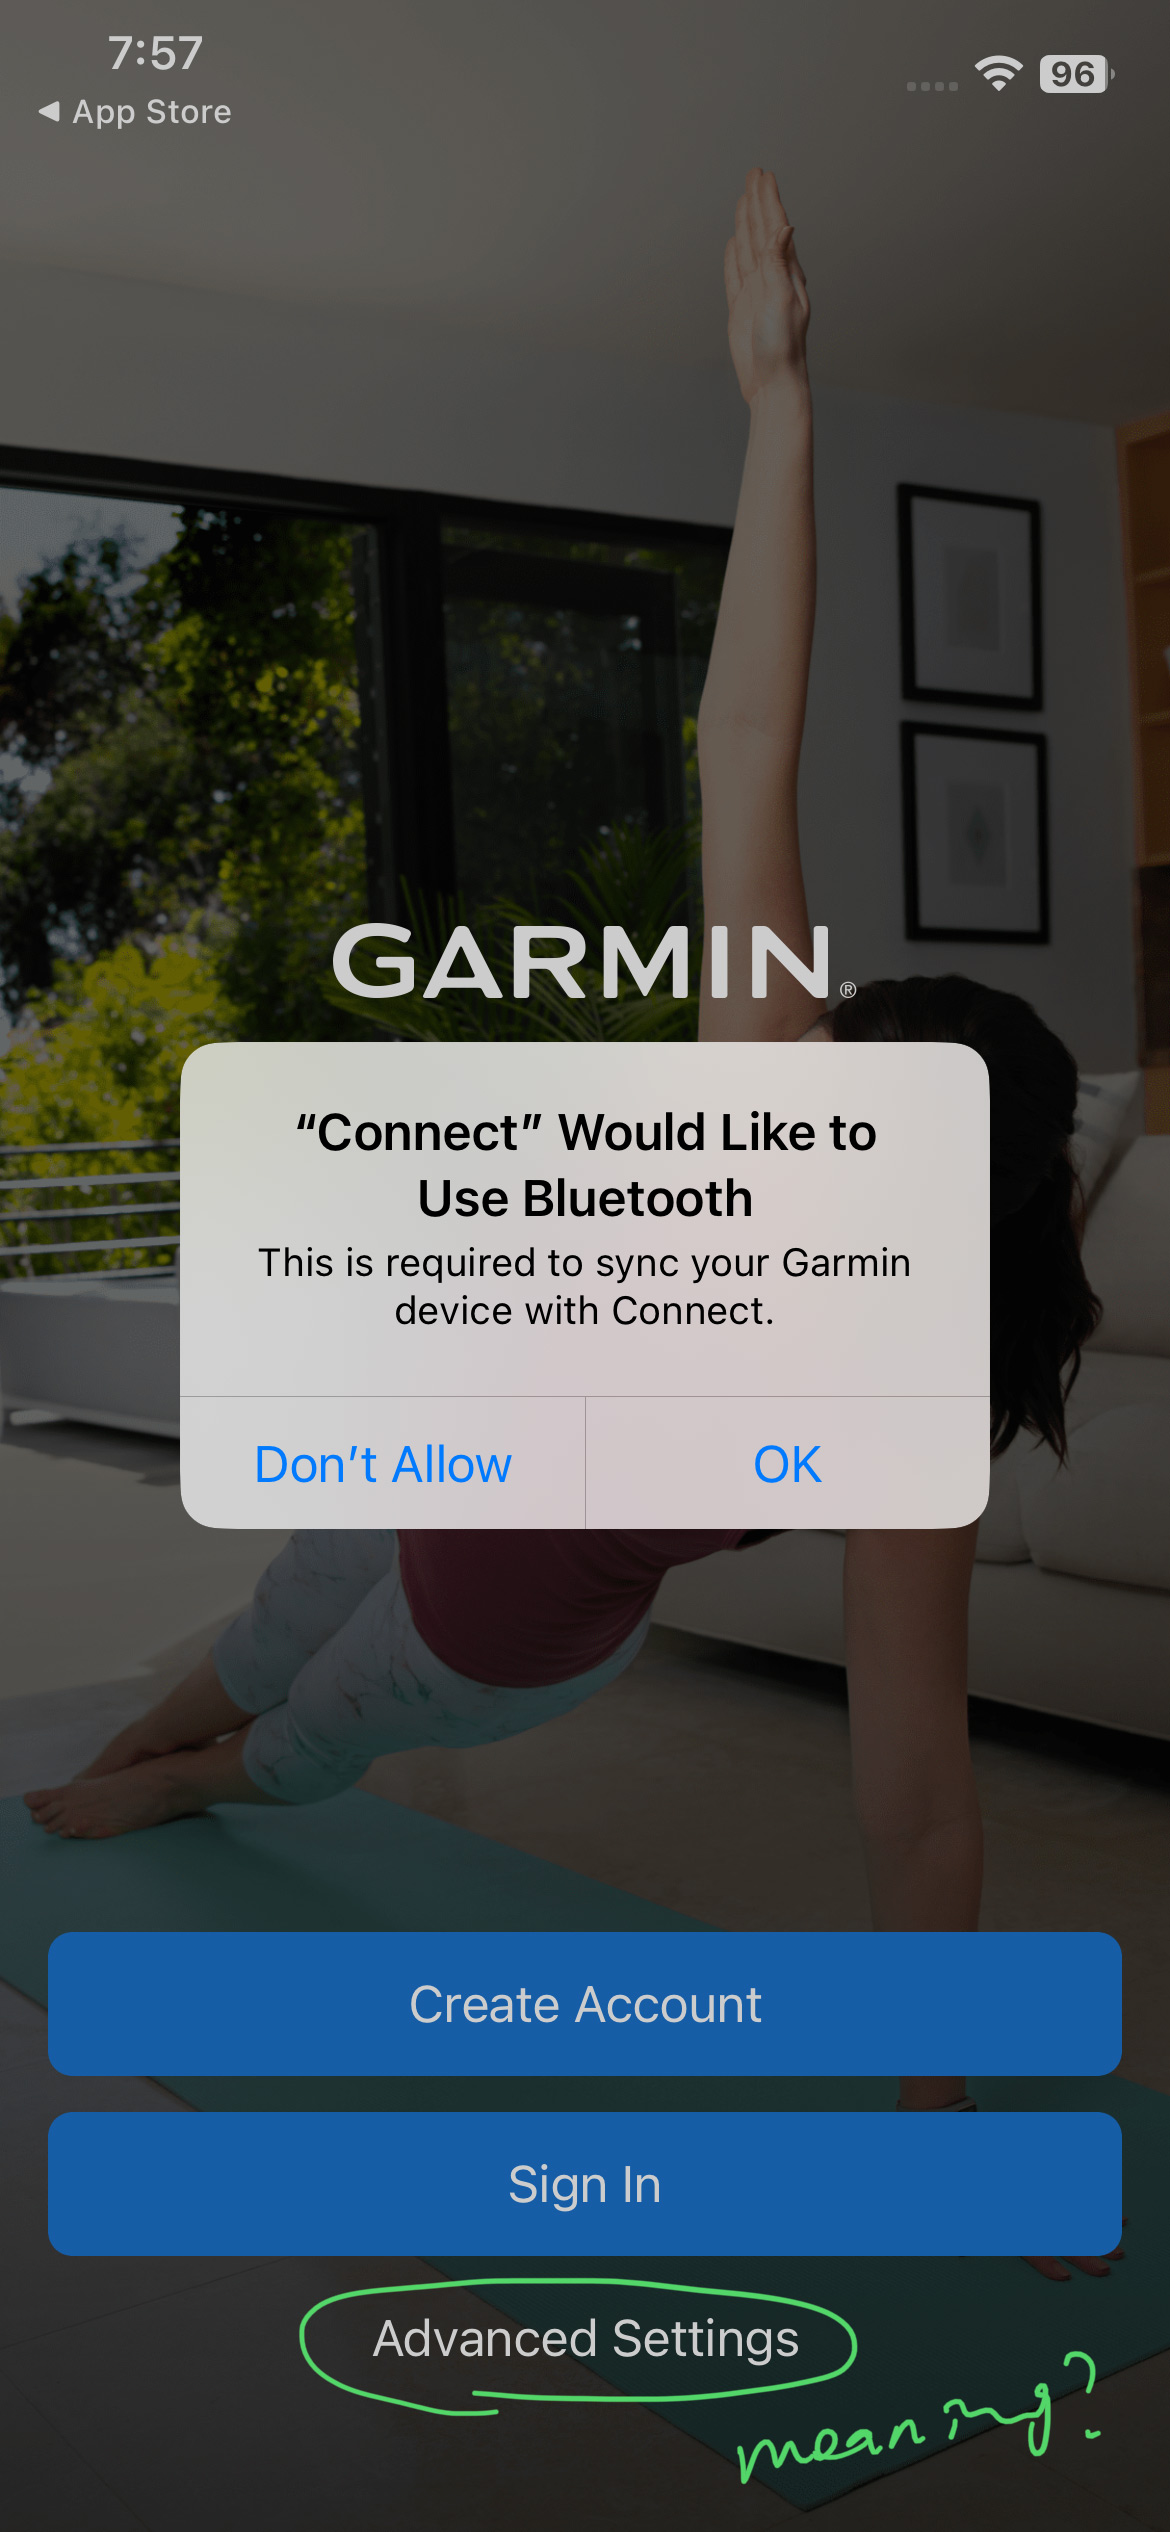 7:57
96
◀ App Store
GARMIN®
“Connect” Would Like to
Use Bluetooth
This is required to sync your Garmin
device with Connect.
Don’t Allow
OK
Create Account
Sign In
Advanced Settings
meaning?